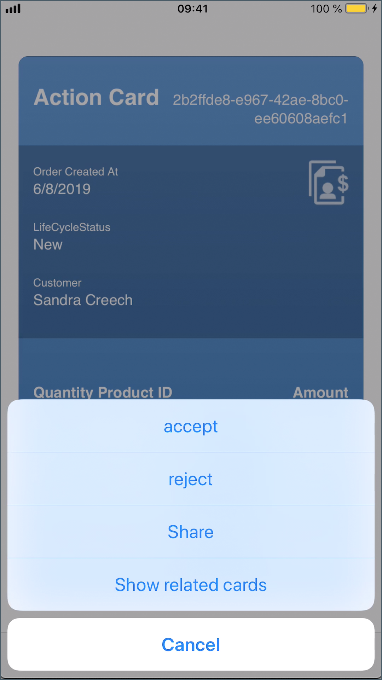 09:41
100 %
Action Card
2b2ffde8-e967-42ae-8bc0-
ee60608aefc1
Order Created At
6/8/2019
LifeCycleStatus
New
Customer
Sandra Creech
Quantity Product ID Amount
accept
reject
Share
Show related cards
Cancel